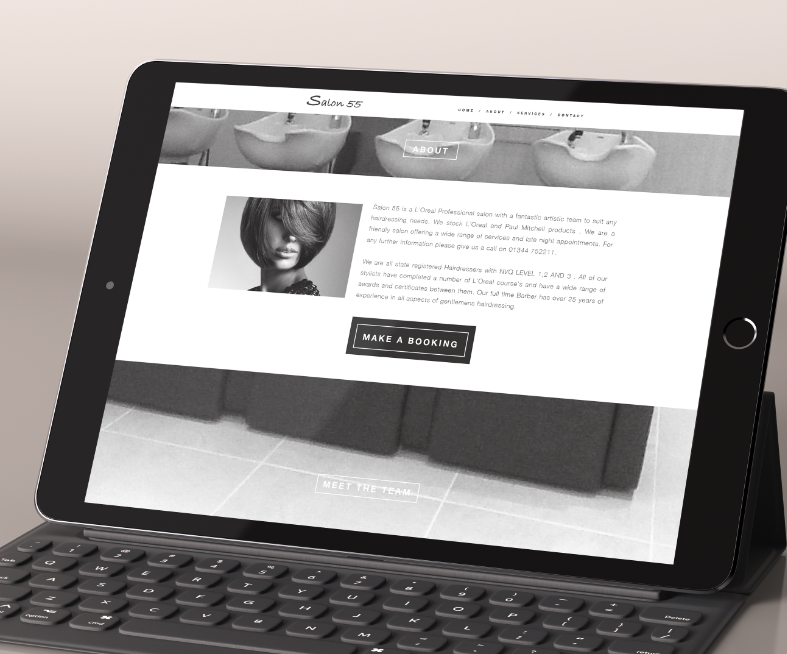 Salon 55
HOME / ABOUT / SERVICES / CONTACT
ABOUT
Salon 55 is a L'Oreal Professional salon with a fantastic artistic team to suit any
hairdressing needs. We stock L'Oreal and Paul Mitchell products . We are a
friendly salon offering a wide range of services and late night appointments. For
any further information please give us a call on 01344 752211.
We are all state registered Hairdressers with NVQ LEVEL 1,2 AND 3 . All of our
stylists have completed a number of L'Oreal course's and have a wide range of
awards and certificates between them. Our full time Barber has over 25 years of
experience in all aspects of gentlemens hairdressing.
MAKE A BOOKING
MEET THE TEAM
Q W E R T Y U I O P
A S D F G H J K L
Z X C V B N M
Delete
Option
Cmd